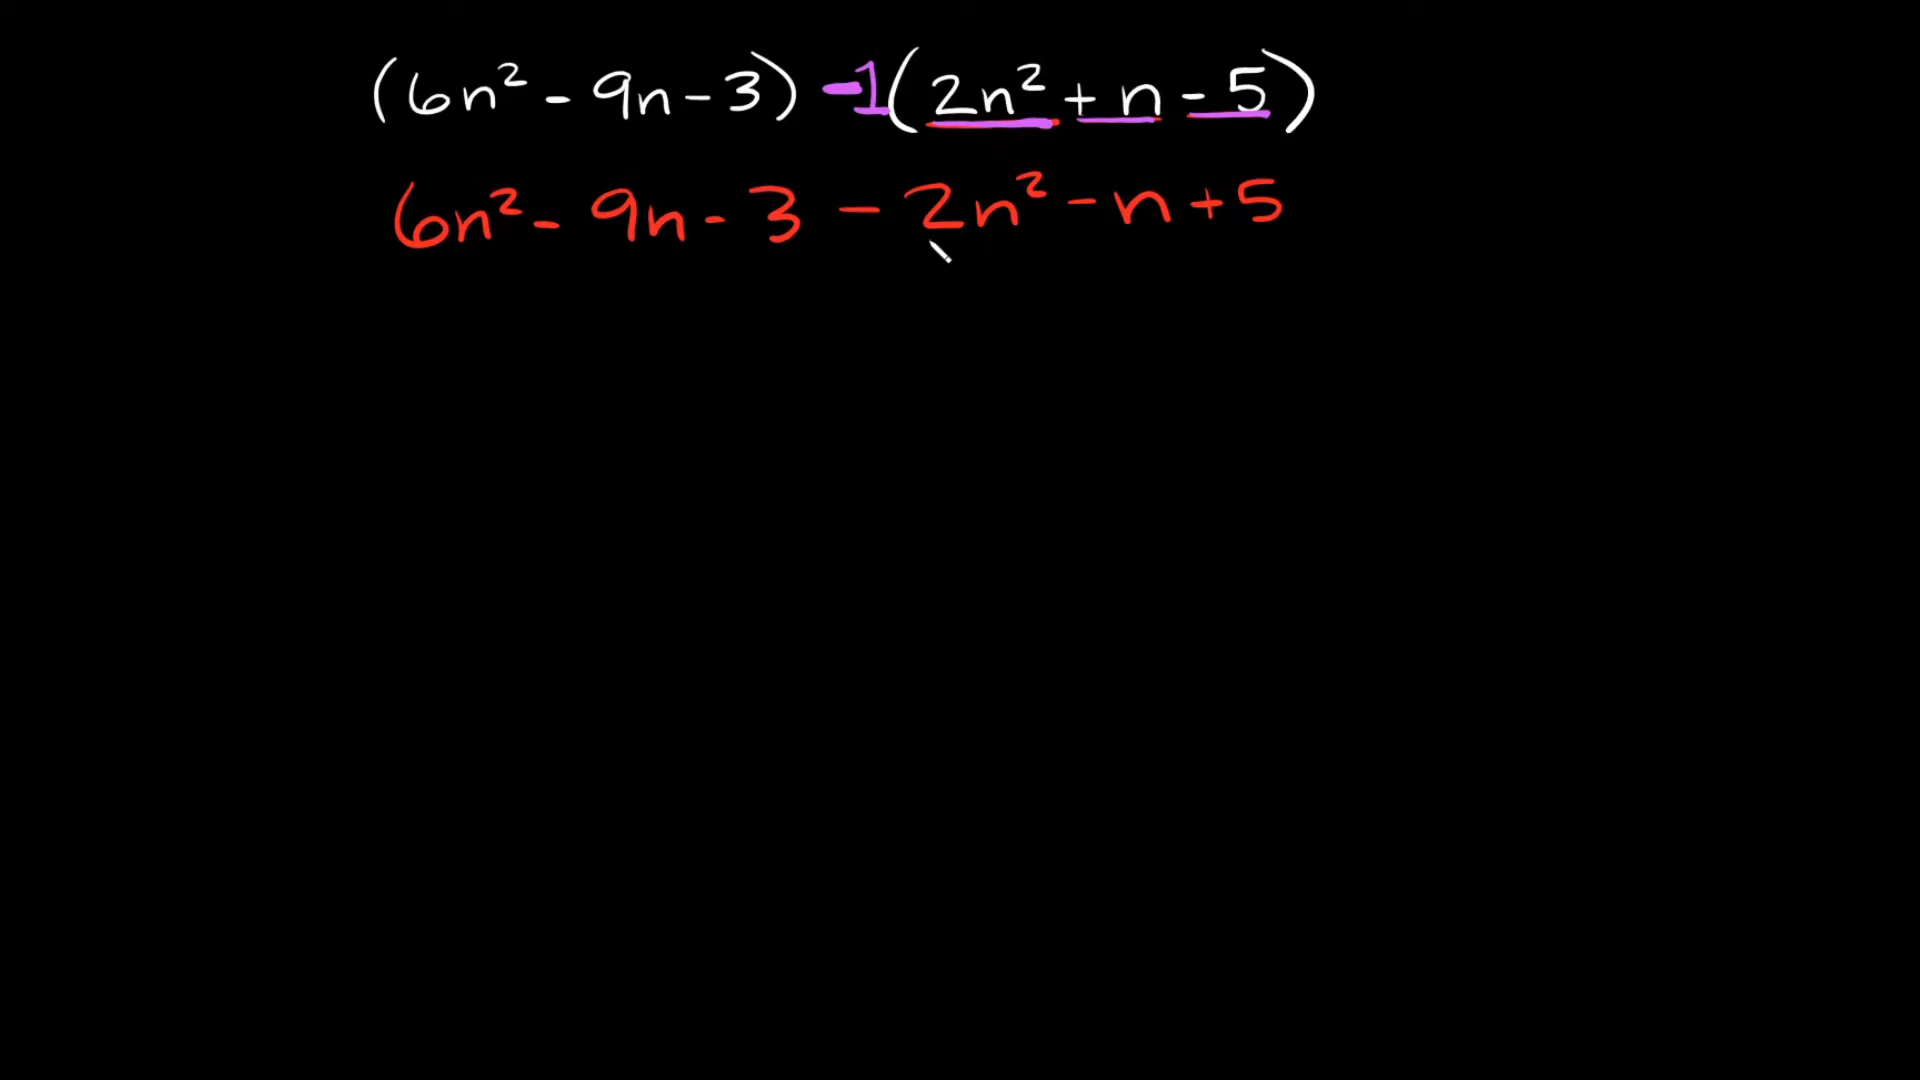 (6n² - 9n - 3) -1(2n² + n - 5)
6n² - 9n - 3 - 2n² - n + 5